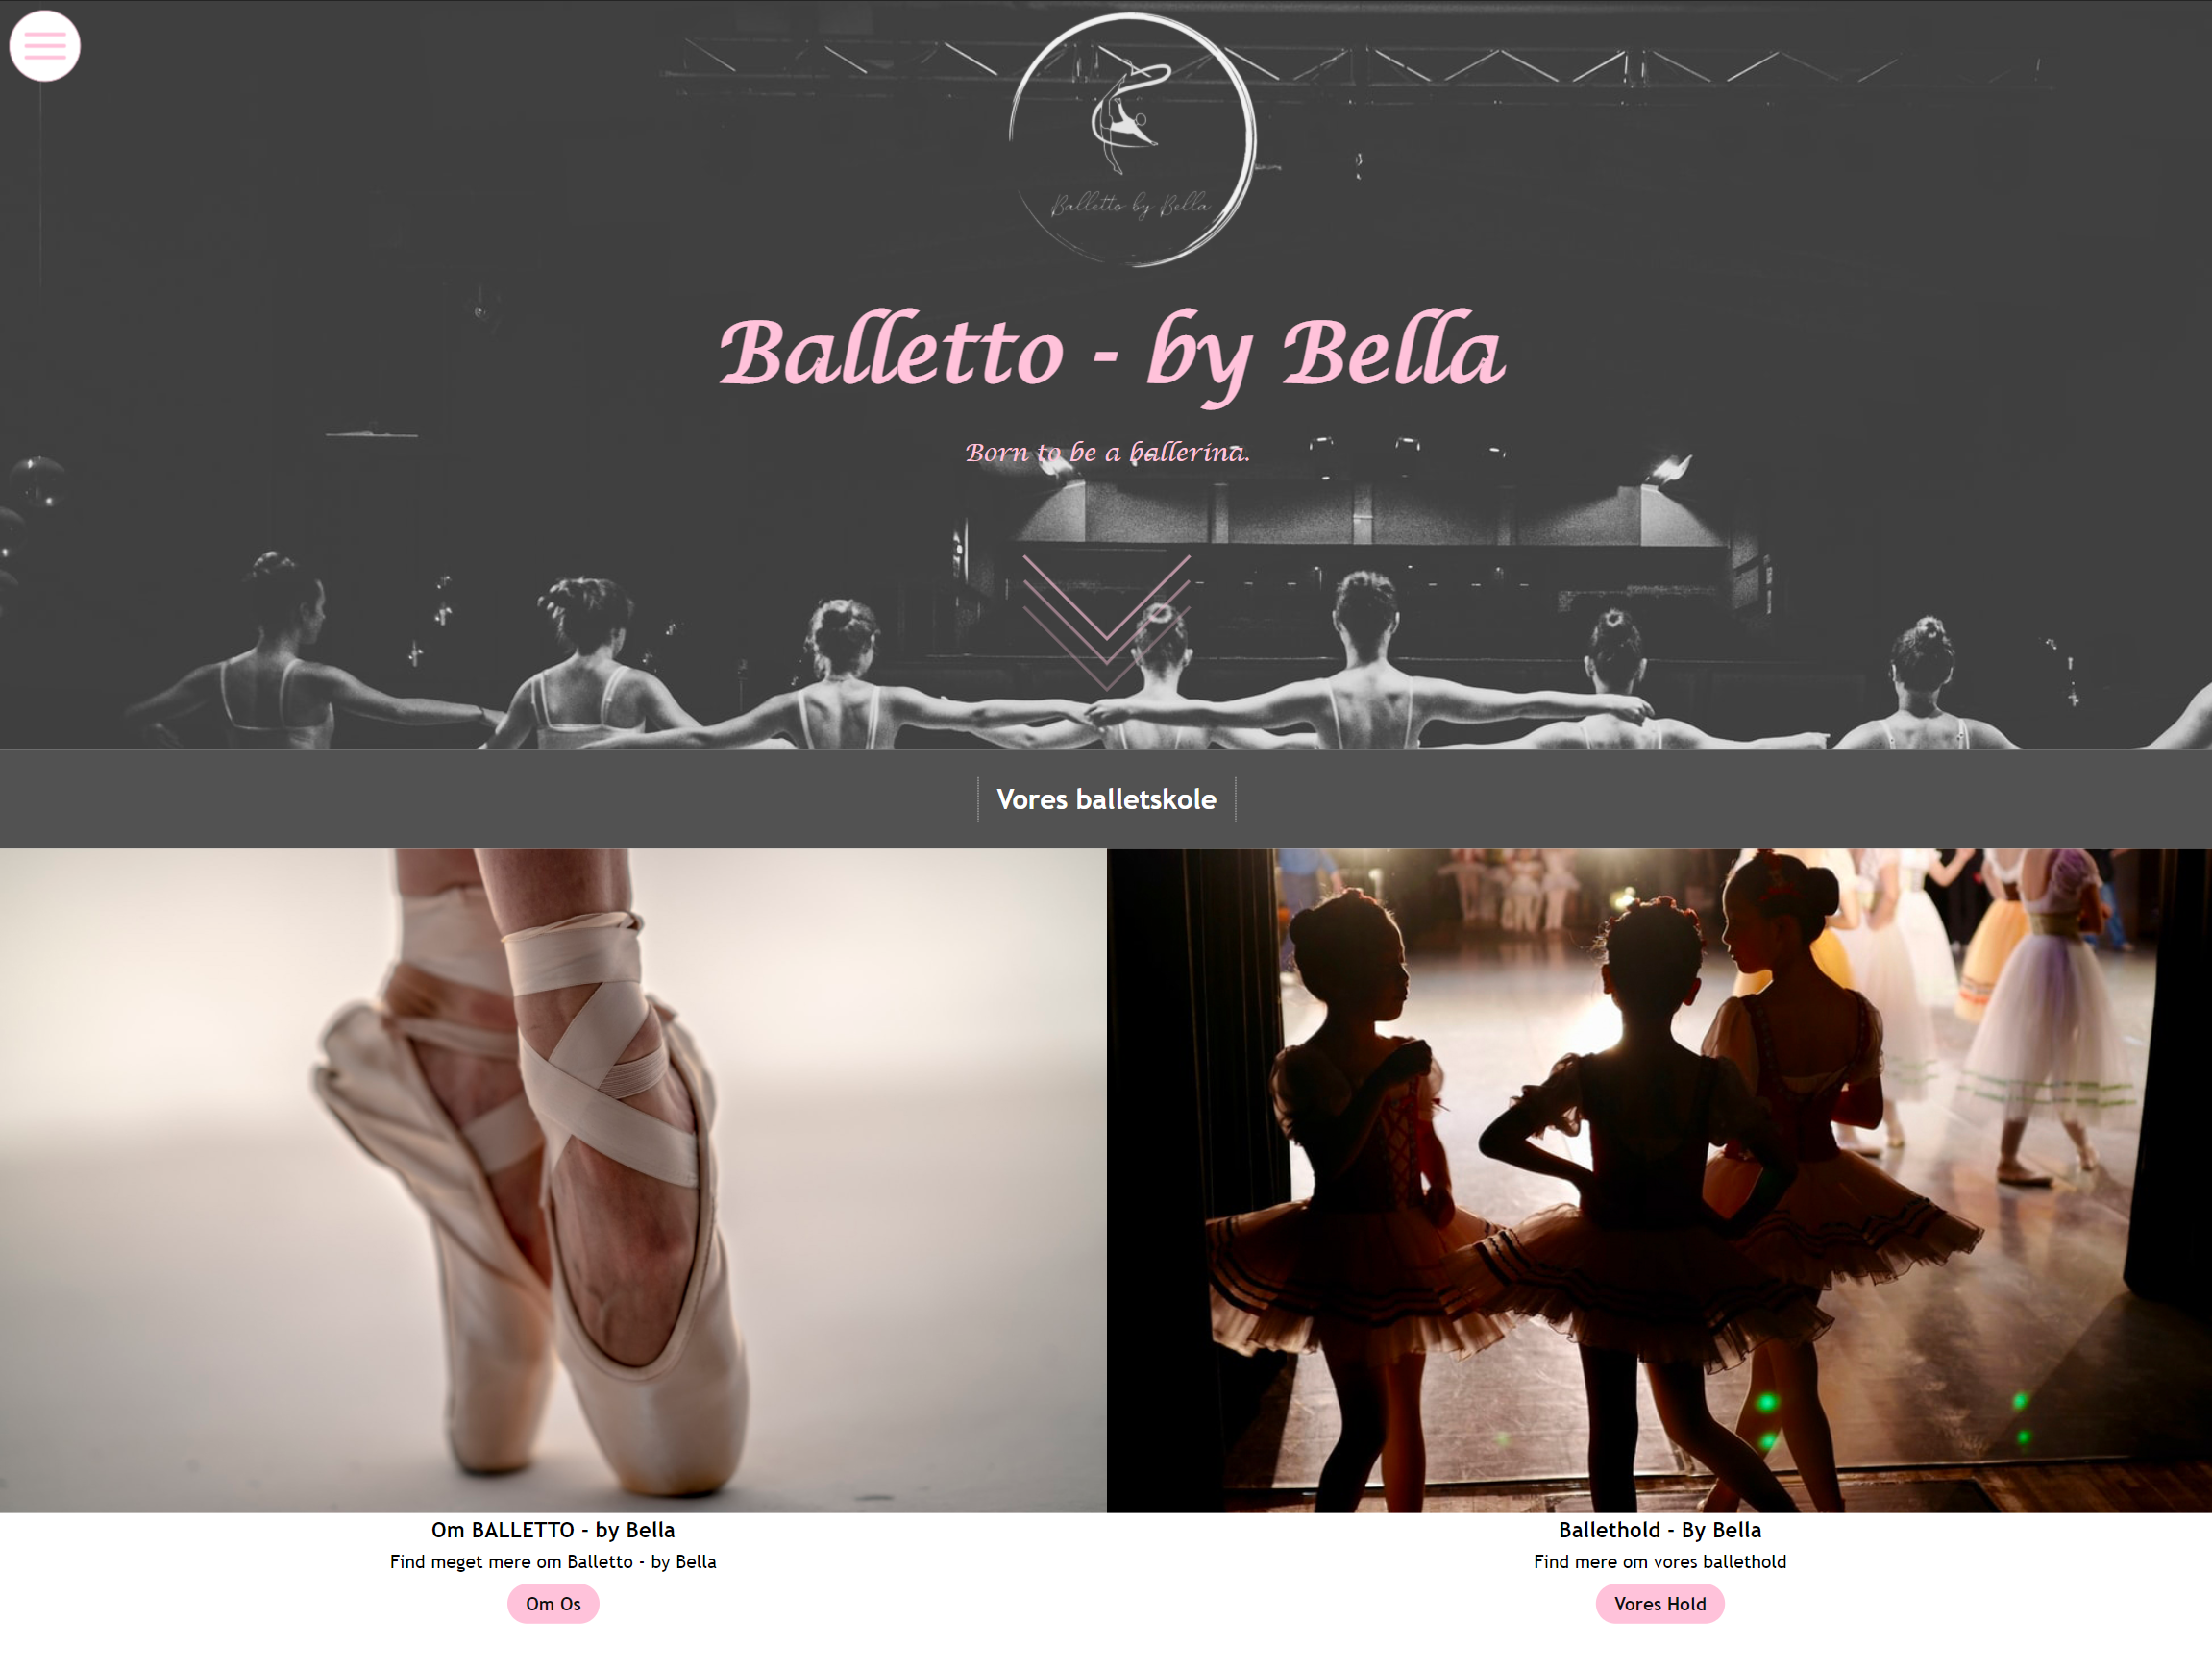 Balletto by Bella
Balletto - by Bella
Born to be a ballerina.
Vores balletskole
Om BALLETTO - by Bella
Find meget mere om Balletto - by Bella
Om Os
Ballethold - By Bella
Find mere om vores ballethold
Vores Hold